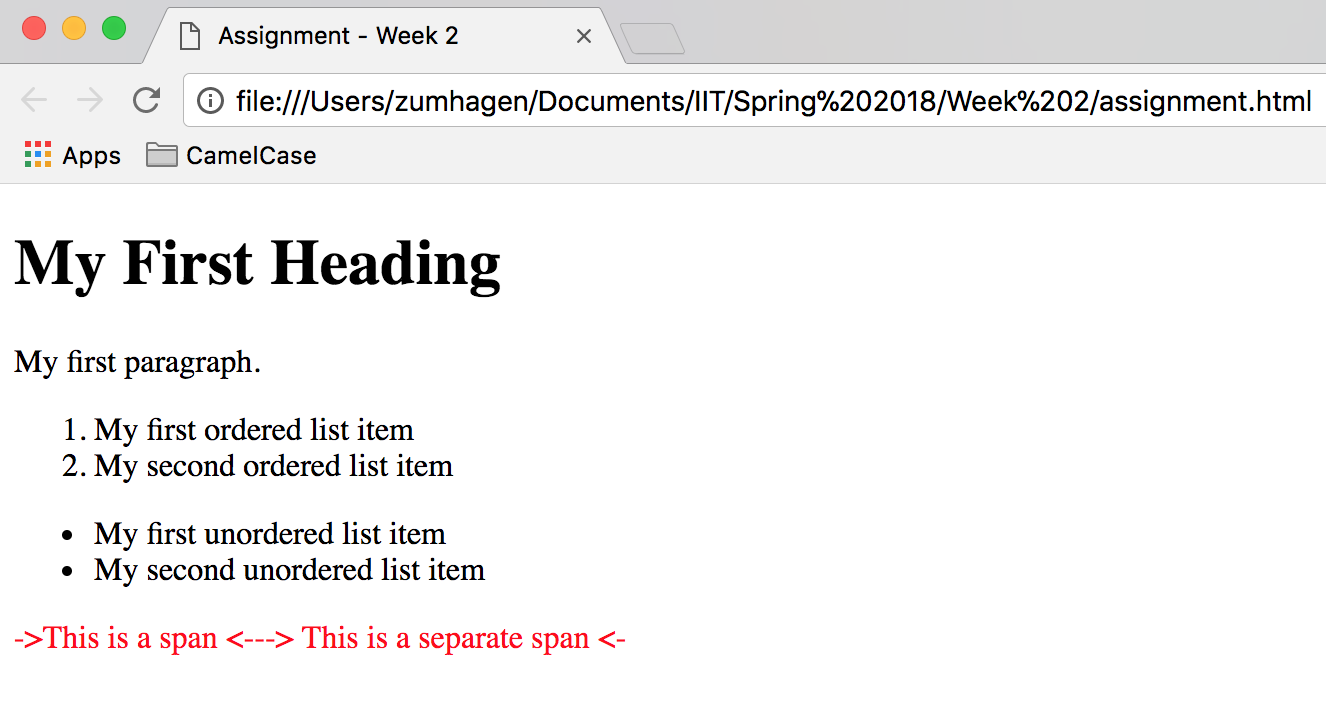 Assignment - Week 2
file:///Users/zumhagen/Documents/IIT/Spring%202018/Week%202/assignment.html
Apps CamelCase
My First Heading
My first paragraph.
1. My first ordered list item
2. My second ordered list item
• My first unordered list item
• My second unordered list item
->This is a span <---> This is a separate span <-